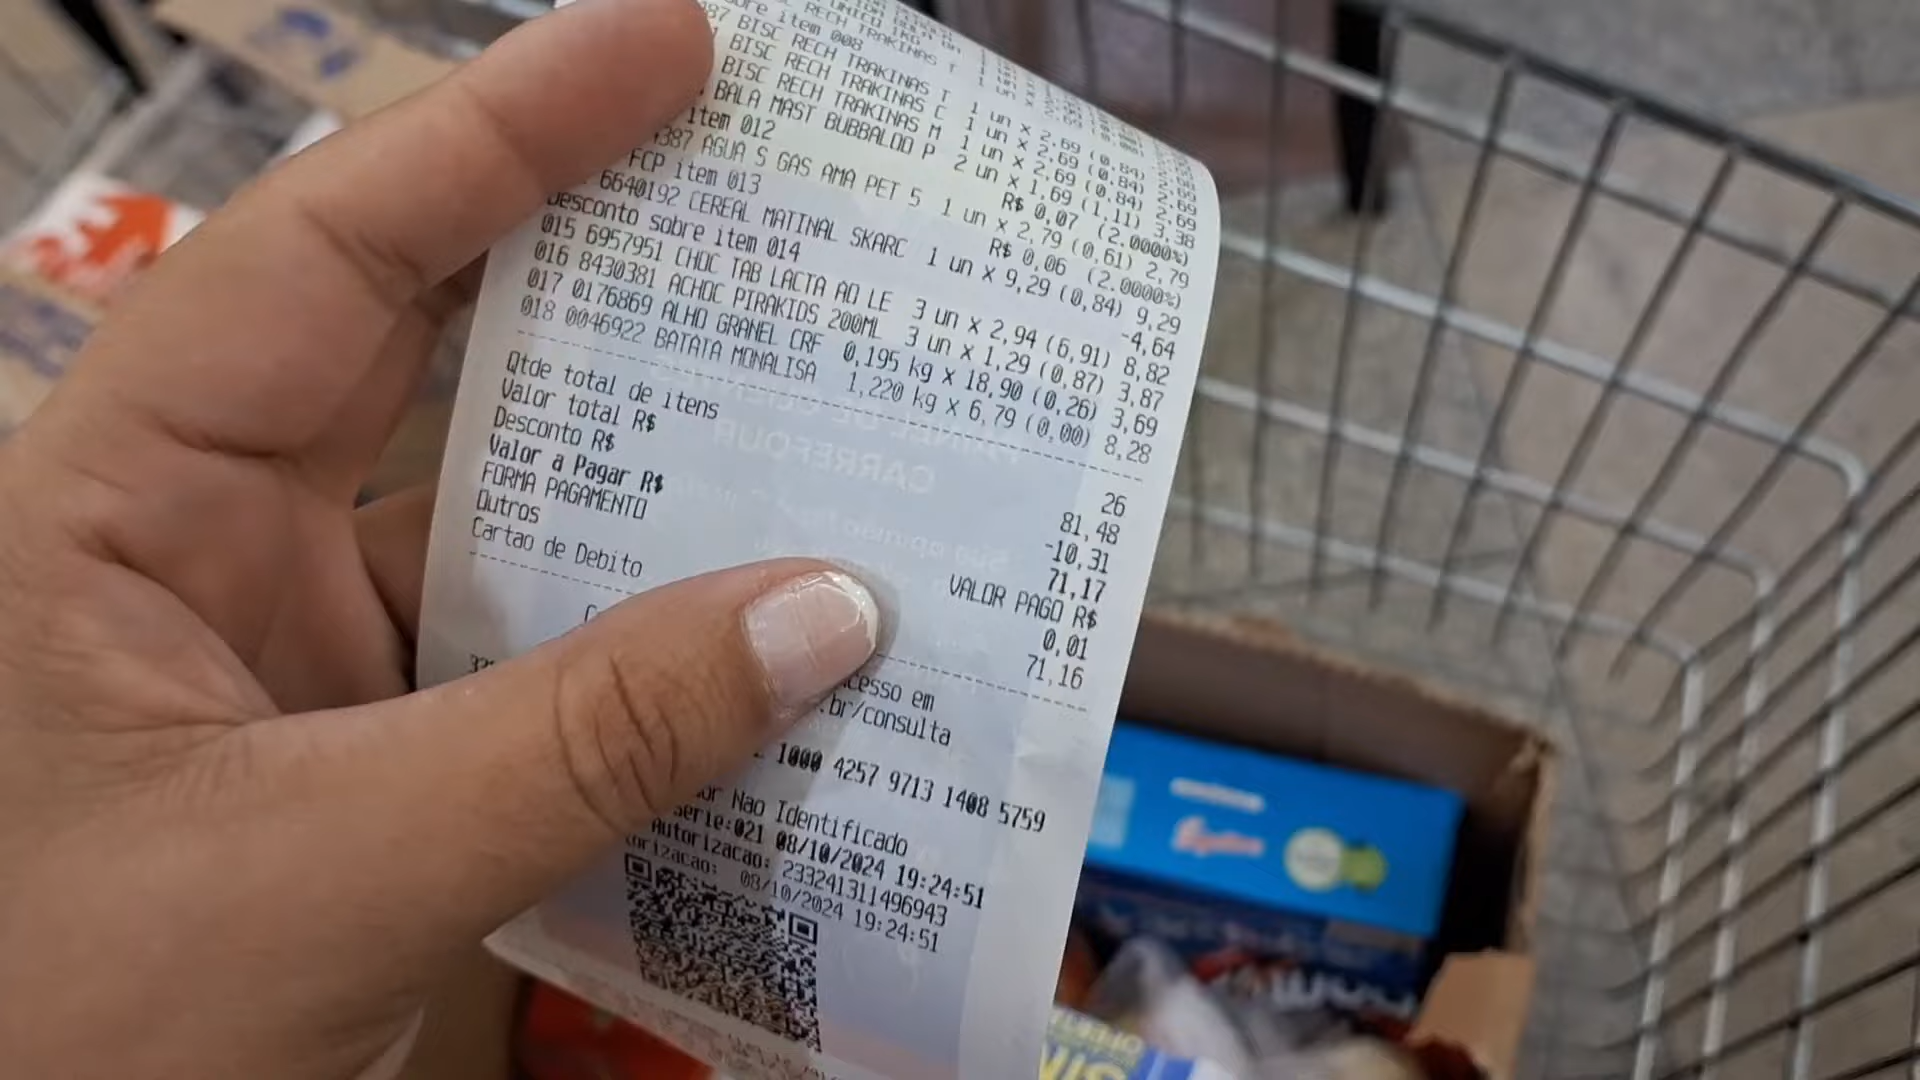 UNICO
RECH TRAKINAS T 1 un
item 008
BISC RECH TRAKINAS T 1 un x 2,69 (0,84) 2,69
BISC RECH TRAKINAS C 1 un x 2,69 (0,84) 2,69
BISC RECH TRAKINAS M 1 un x 2,69 (0,84) 2,69
BALA MAST BUBBALOO P 2 un x 1,69 (1,11) 3,38
item 012 R$ 0,07 (2.0000%)
387 AGUA S GAS AMA PET 5 1 un x 2,79 (0,61) 2,79
FCP item 013 R$ 0,06 (2.0000%)
6640192 CEREAL MATINAL SKARC 1 un x 9,29 (0,84) 9,29
Desconto sobre item 014 -4,64
015 6957951 CHOC TAB LACTA AO LE 3 un x 2,94 (6,91) 8,82
016 8430381 ACHOC PIRAKIDS 200ML 3 un x 1,29 (0,87) 3,87
017 0176869 ALHO GRANEL CRF 0,195 kg x 18,90 (0,26) 3,69
018 0046922 BATATA MONALISA 1,220 kg x 6,79 (0,00) 8,28
Qtde total de itens 26
Valor total R$ 81,48
Desconto R$ -10,31
Valor a Pagar R$ 71,17
FORMA PAGAMENTO VALOR PAGO R$
Outros 0,01
Cartao de Debito 71,16
cesso em
.br/consulta
1000 4257 9713 1408 5759
or Nao Identificado
Serie:021 08/10/2024 19:24:51
Autorizacao: 233241311496943
orizacao: 08/10/2024 19:24:51